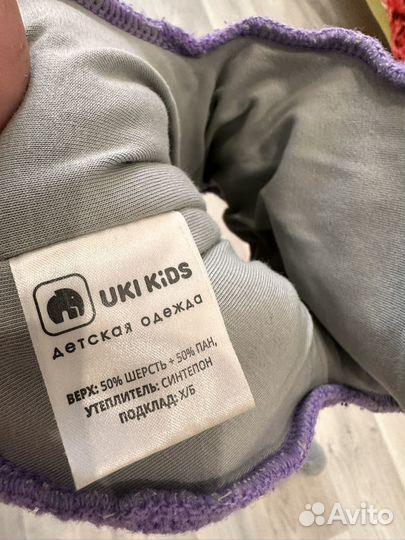 UKI KIDS
детская одежда
ВЕРХ: 50% ШЕРСТЬ + 50% ПАН,
УТЕПЛИТЕЛЬ: СИНТЕПОН
ПОДКЛАД: Х/Б
Avito